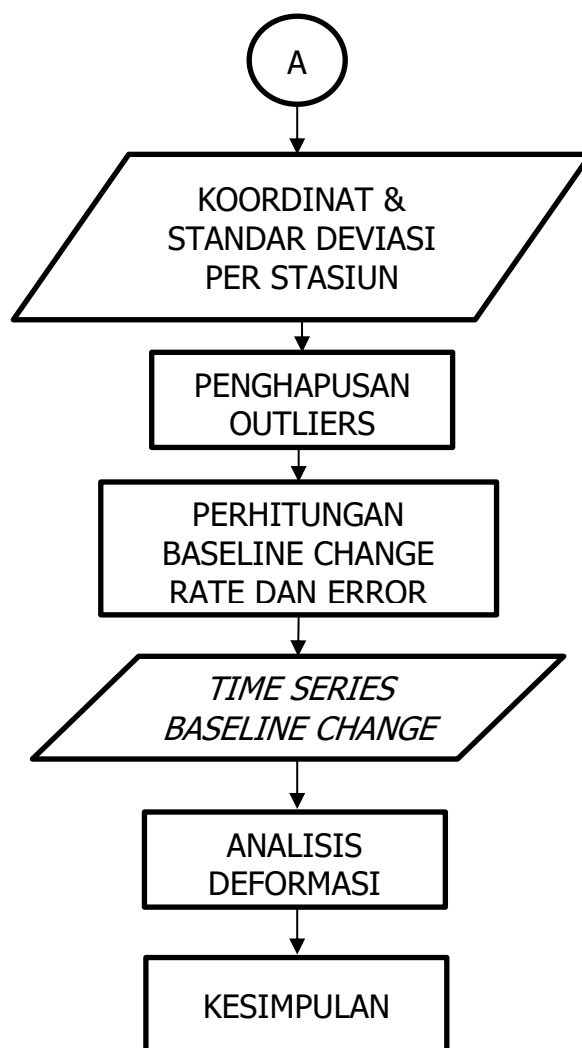 A
KOORDINAT &
STANDAR DEVIASI
PER STASIUN
PENGHAPUSAN
OUTLIERS
PERHITUNGAN
BASELINE CHANGE
RATE DAN ERROR
TIME SERIES
BASELINE CHANGE
ANALISIS
DEFORMASI
KESIMPULAN